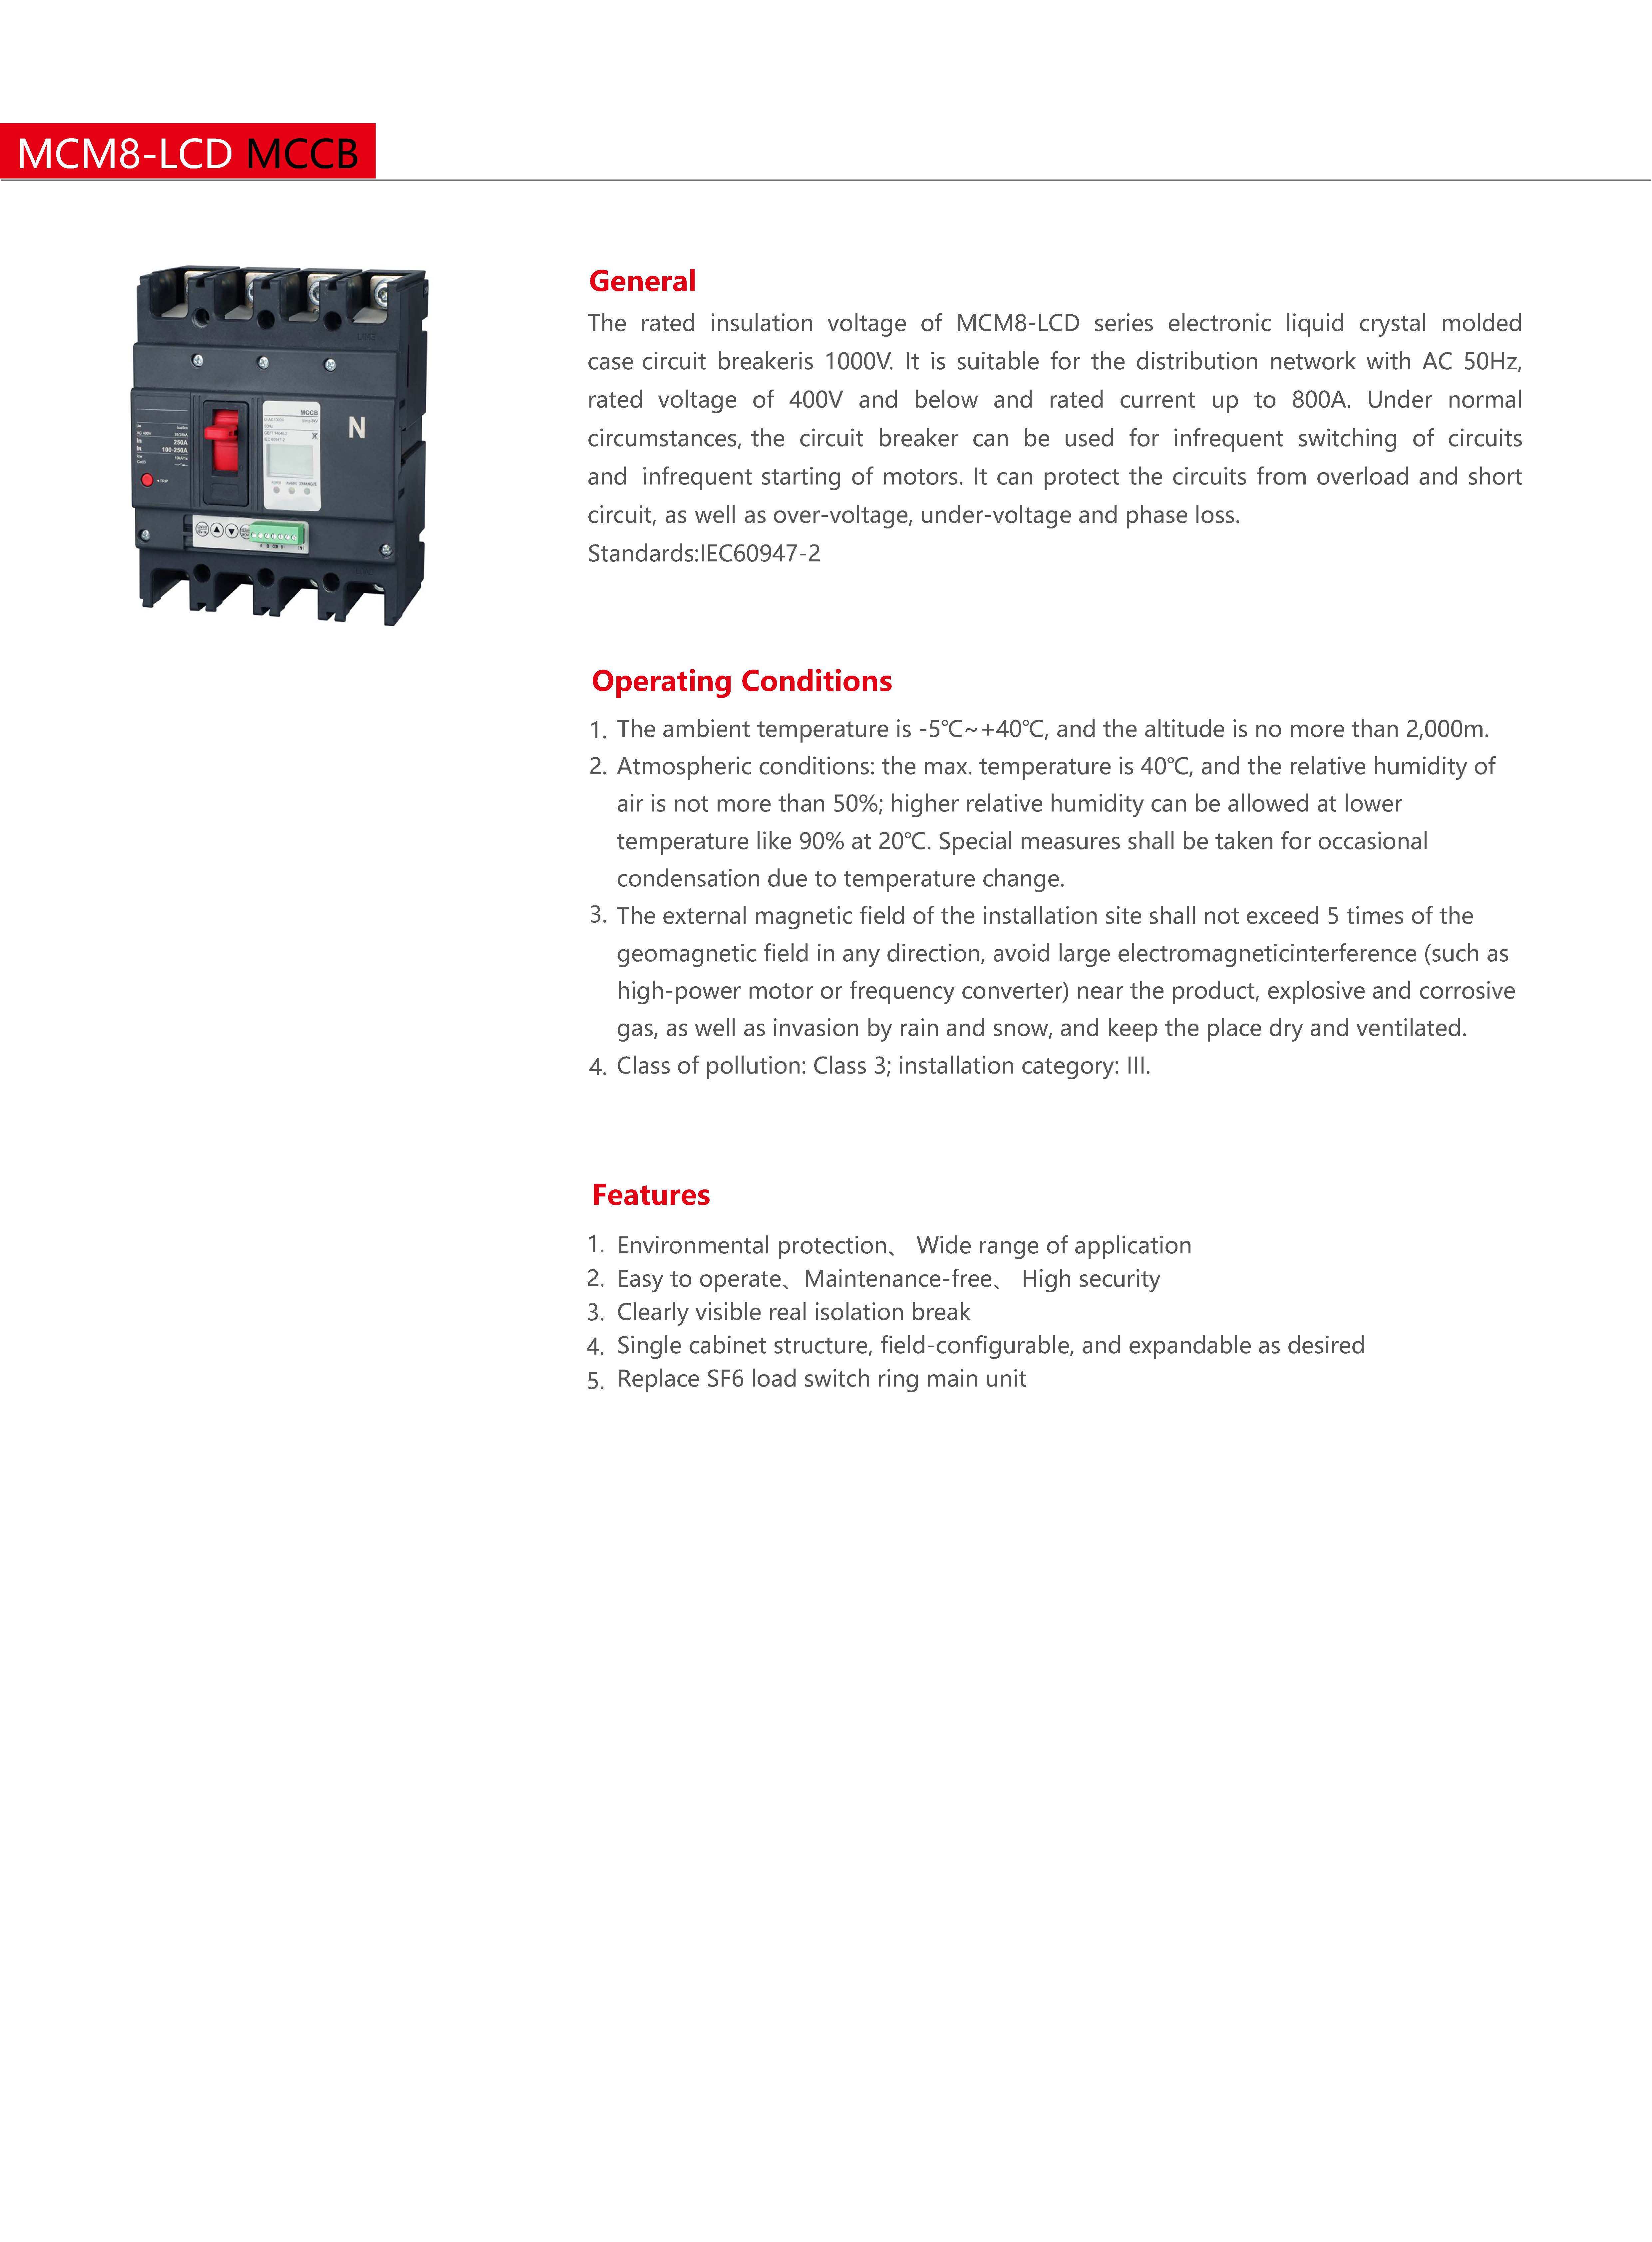 MCM8-LCD MCCB
General
The rated insulation voltage of MCM8-LCD series electronic liquid crystal molded
case circuit breakeris 1000V. It is suitable for the distribution network with AC 50Hz,
rated voltage of 400V and below and rated current up to 800A. Under normal
circumstances, the circuit breaker can be used for infrequent switching of circuits
and infrequent starting of motors. It can protect the circuits from overload and short
circuit, as well as over-voltage, under-voltage and phase loss.
Standards:IEC60947-2
MCCB
N
250A
100-250A
Operating Conditions
1. The ambient temperature is -5℃~+40℃, and the altitude is no more than 2,000m.
2. Atmospheric conditions: the max. temperature is 40℃, and the relative humidity of
air is not more than 50%; higher relative humidity can be allowed at lower
temperature like 90% at 20℃. Special measures shall be taken for occasional
condensation due to temperature change.
3. The external magnetic field of the installation site shall not exceed 5 times of the
geomagnetic field in any direction, avoid large electromagneticinterference (such as
high-power motor or frequency converter) near the product, explosive and corrosive
gas, as well as invasion by rain and snow, and keep the place dry and ventilated.
4. Class of pollution: Class 3; installation category: III.
Features
1. Environmental protection、 Wide range of application
2. Easy to operate、Maintenance-free、 High security
3. Clearly visible real isolation break
4. Single cabinet structure, field-configurable, and expandable as desired
5. Replace SF6 load switch ring main unit